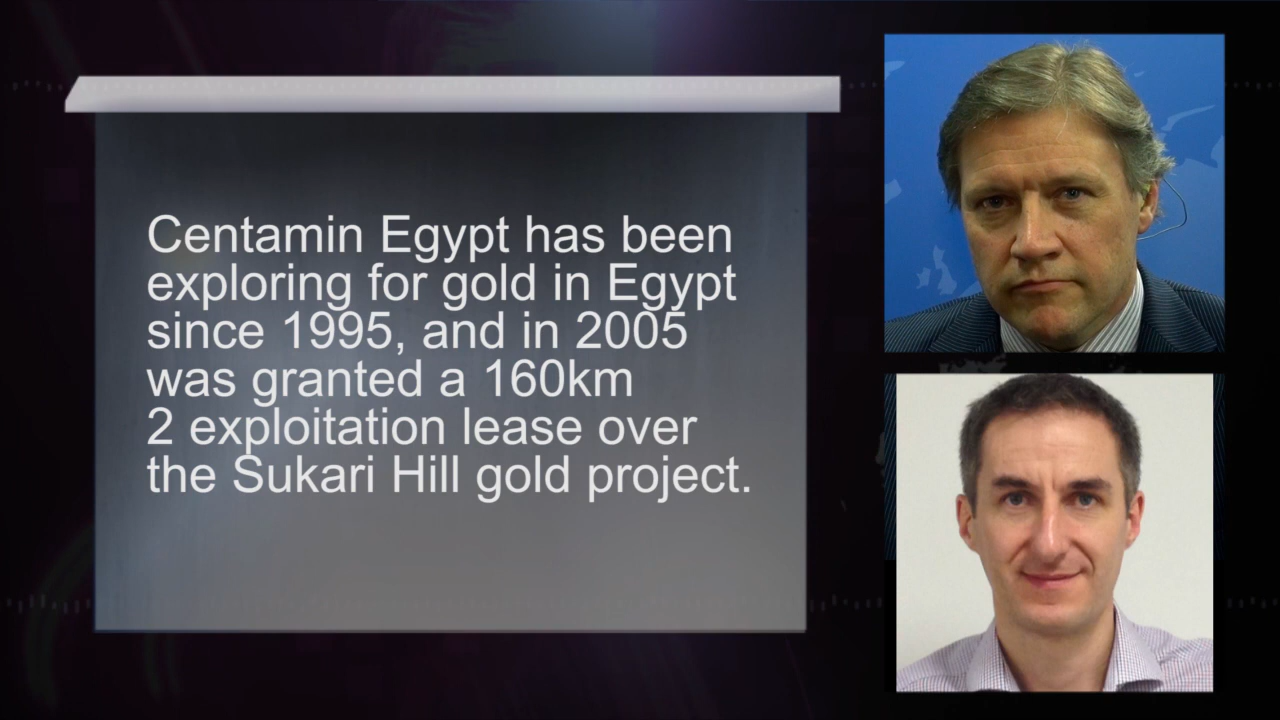 Centamin Egypt has been
exploring for gold in Egypt
since 1995, and in 2005
was granted a 160km
2 exploitation lease over
the Sukari Hill gold project.